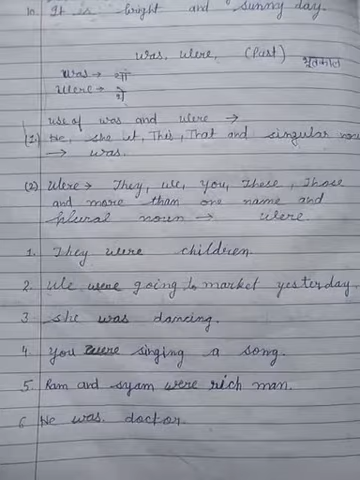 10. It is bright and sunny day.
was, were, (Past) भूतकाल
was → था
were → थे
use of was and were →
(1) He, she it, This, That and singular noun
→ was.
(2) Were → They, we, you, These, Those
and more than one name and
plural noun → were
1. They were children.
2. We were going to market yesterday.
3 she was dancing.
4. you were singing a song.
5. Ram and syam were rich man.
6 He was doctor.